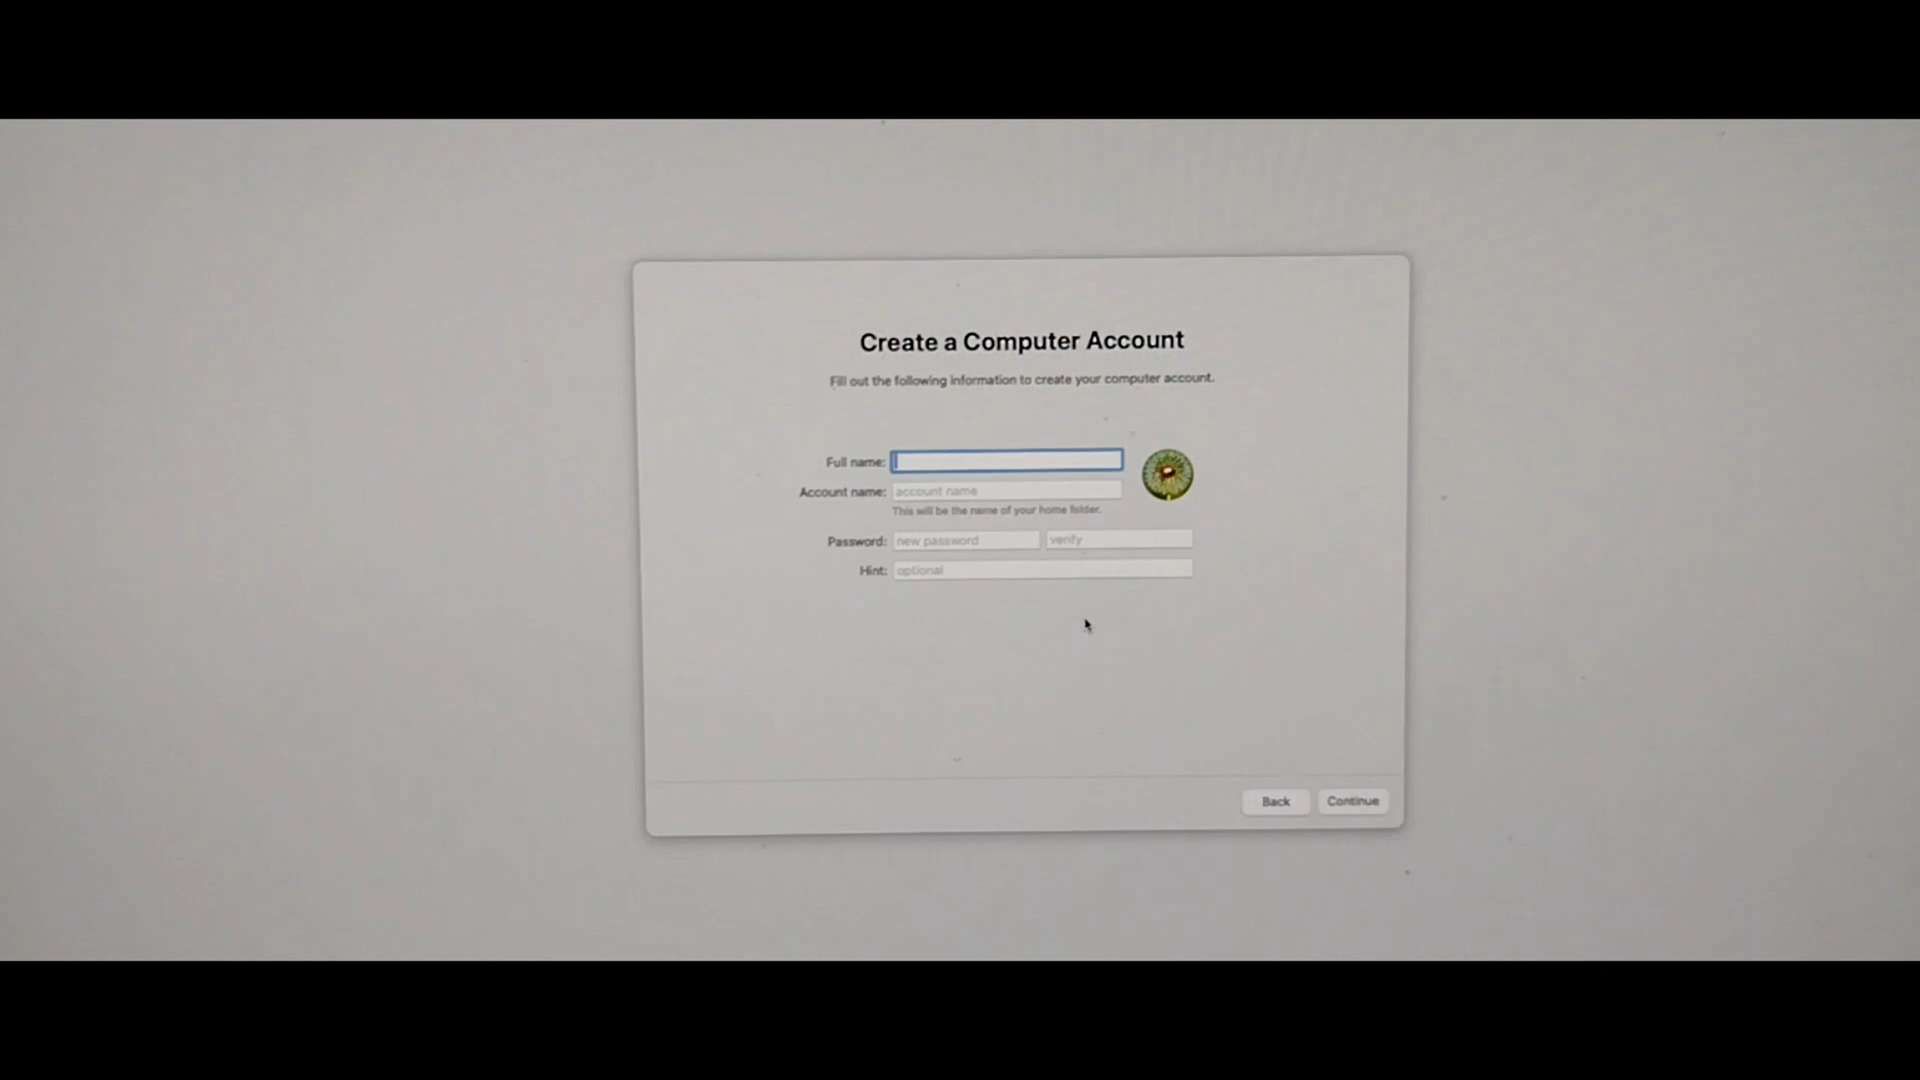 Create a Computer Account
Fill out the following information to create your computer account.
Full name:
Account name: account name
This will be the name of your home folder.
Password: new password verify
Hint: optional
Back Continue